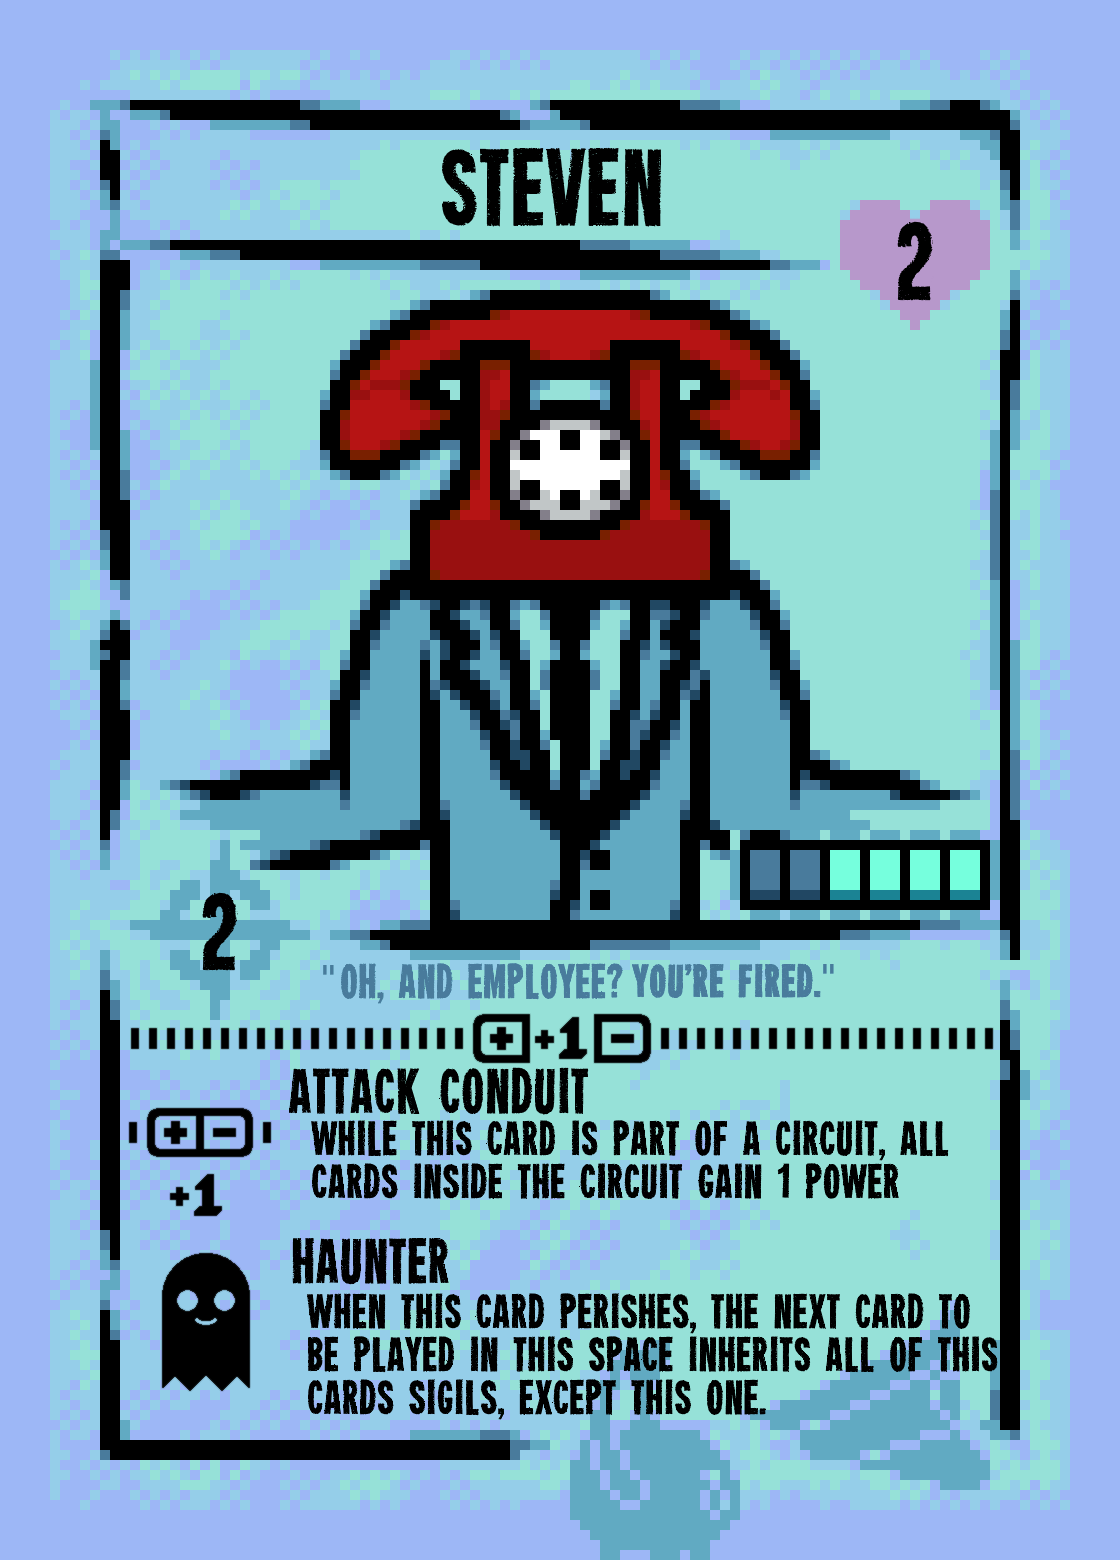 STEVEN
2
2
"OH, AND EMPLOYEE? YOU'RE FIRED."
+1
ATTACK CONDUIT
WHILE THIS CARD IS PART OF A CIRCUIT, ALL
CARDS INSIDE THE CIRCUIT GAIN 1 POWER
+1
HAUNTER
WHEN THIS CARD PERISHES, THE NEXT CARD TO
BE PLAYED IN THIS SPACE INHERITS ALL OF THIS
CARDS SIGILS, EXCEPT THIS ONE.